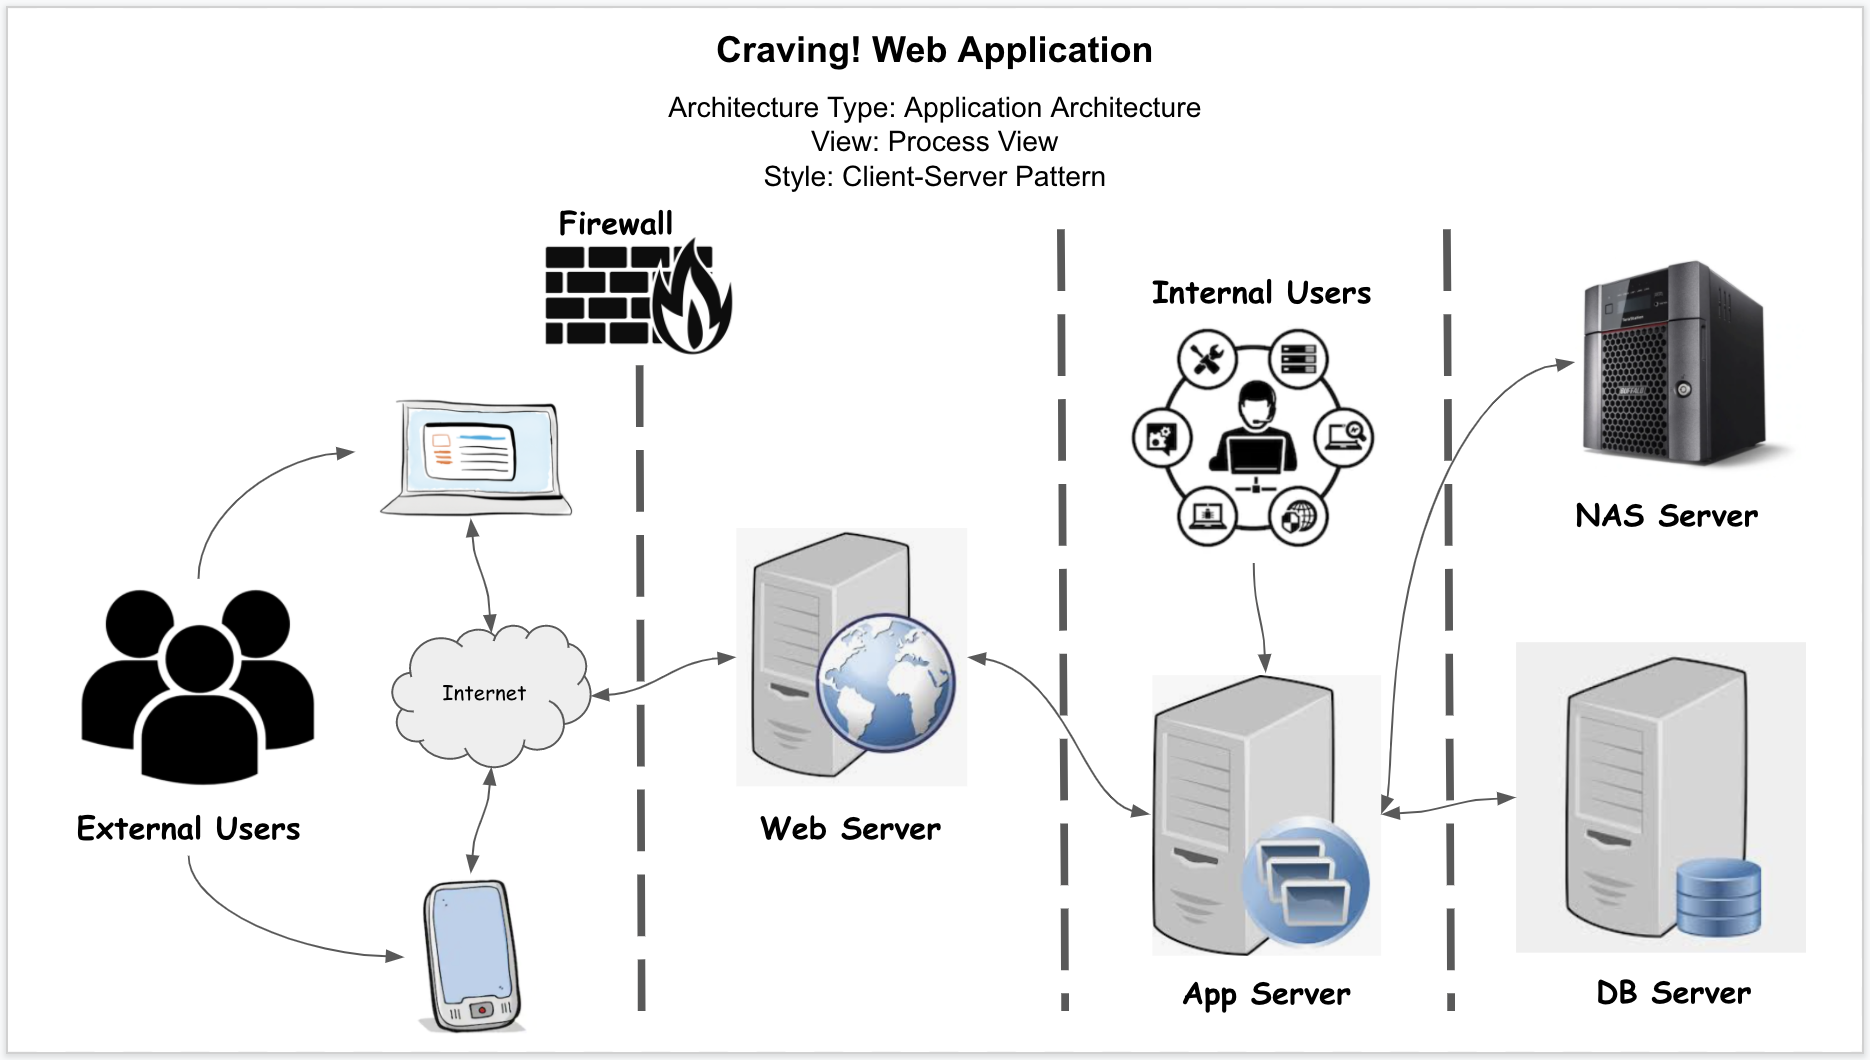 Craving! Web Application
Architecture Type: Application Architecture
View: Process View
Style: Client-Server Pattern
Firewall
Internal Users
NAS Server
Internet
External Users
Web Server
App Server
DB Server